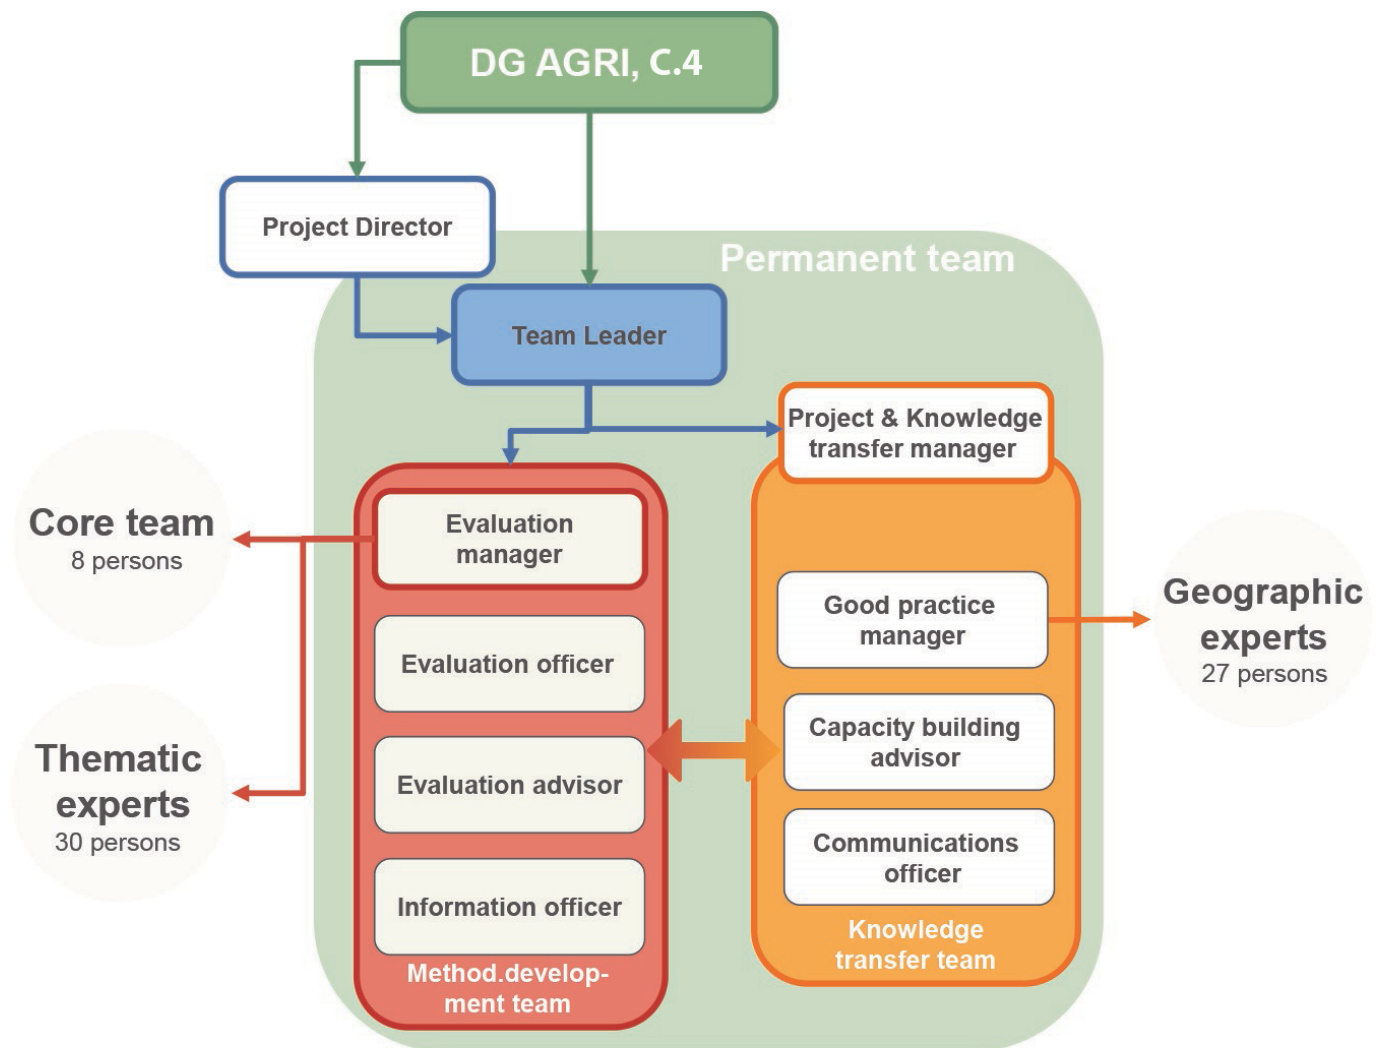 DG AGRI, C.4
Project Director
Permanent team
Team Leader
Project & Knowledge
transfer manager
Core team
8 persons
Evaluation
manager
Evaluation officer
Evaluation advisor
Information officer
Method.develop-
ment team
Thematic
experts
30 persons
Good practice
manager
Capacity building
advisor
Communications
officer
Knowledge
transfer team
Geographic
experts
27 persons